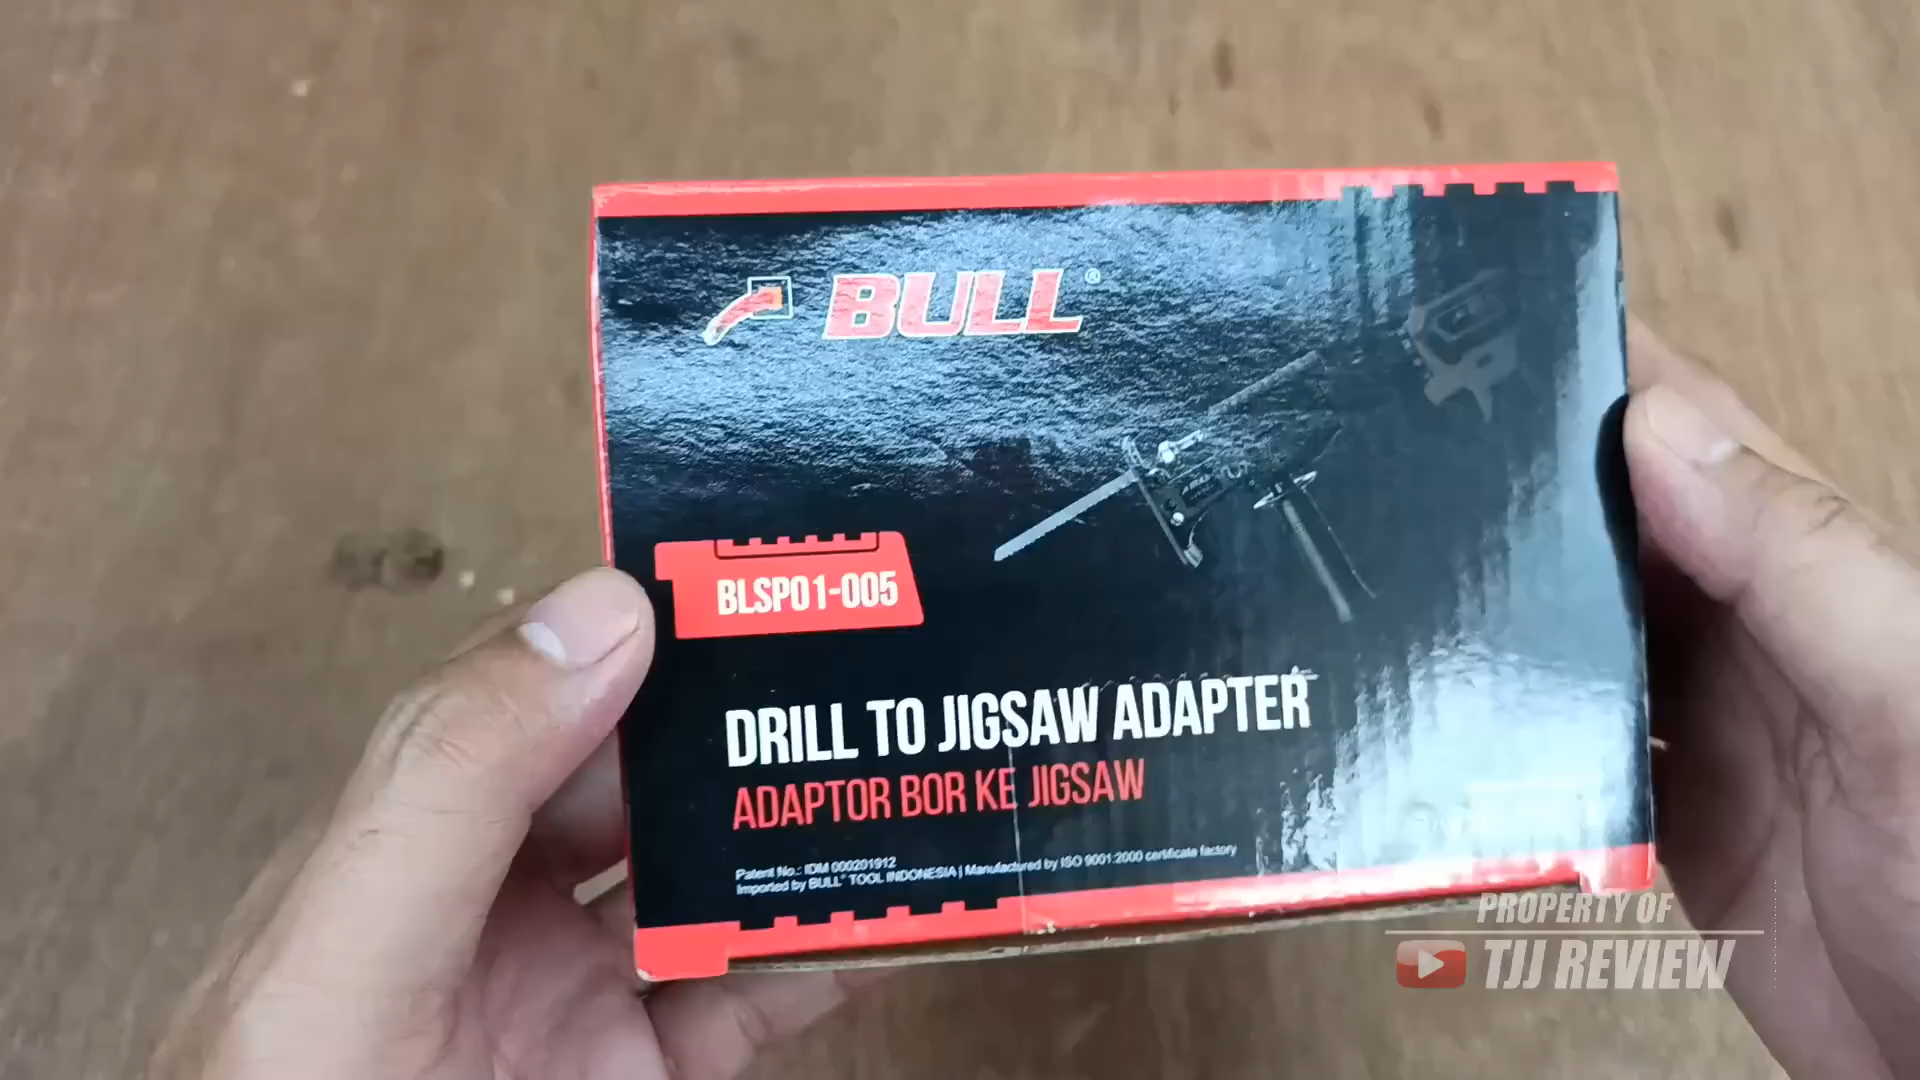 BULL®
BLSP01-005
DRILL TO JIGSAW ADAPTER
ADAPTOR BOR KE JIGSAW
Patent No.: IDM 000201912
Imported by BULL® TOOL INDONESIA | Manufactured by ISO 9001:2000 certificate factory
PROPERTY OF
TJJ REVIEW